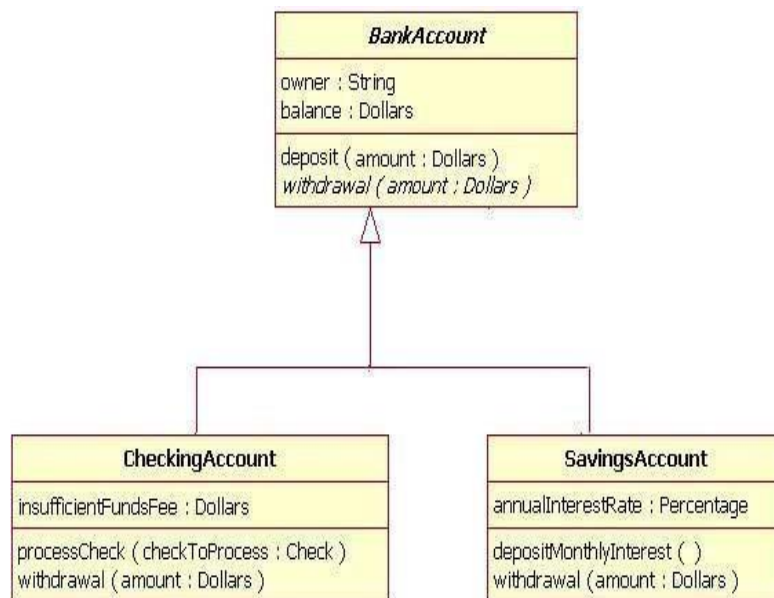 BankAccount
owner : String
balance : Dollars
deposit ( amount : Dollars )
withdrawal ( amount : Dollars )
CheckingAccount
insufficientFundsFee : Dollars
processCheck ( checkToProcess : Check )
withdrawal ( amount : Dollars )
SavingsAccount
annualInterestRate : Percentage
depositMonthlyInterest ( )
withdrawal ( amount : Dollars )